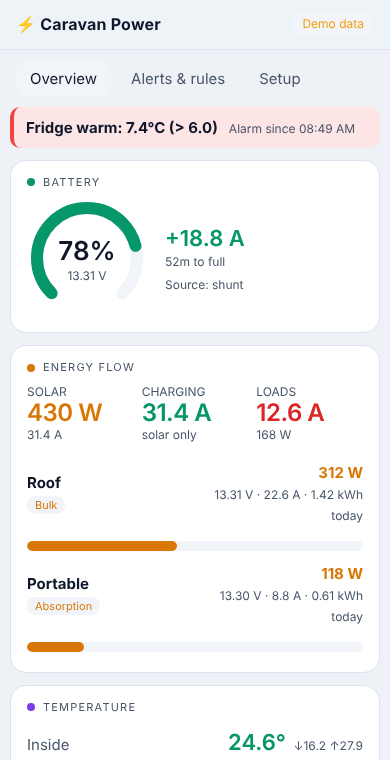 ⚡ Caravan Power
Demo data
Overview
Alerts & rules
Setup
Fridge warm: 7.4°C (> 6.0) Alarm since 08:49 AM
BATTERY
78%
13.31 V
+18.8 A
52m to full
Source: shunt
ENERGY FLOW
SOLAR
430 W
31.4 A
CHARGING
31.4 A
solar only
LOADS
12.6 A
168 W
Roof
Bulk
312 W
13.31 V · 22.6 A · 1.42 kWh
today
Portable
Absorption
118 W
13.30 V · 8.8 A · 0.61 kWh
today
TEMPERATURE
Inside
24.6° ↓16.2 ↑27.9